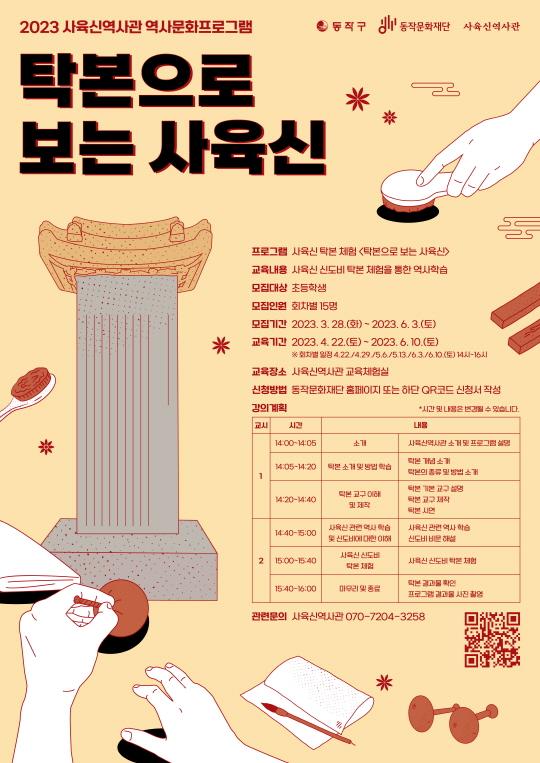 2023 사육신역사관 역사문화프로그램
동작구 동작문화재단 사육신역사관
탁본으로
보는 사육신
프로그램 사육신 탁본 체험 <탁본으로 보는 사육신>
교육내용 사육신 신도비 탁본 체험을 통한 역사학습
모집대상 초등학생
모집인원 회차별 15명
모집기간 2023. 3. 28.(화) ~ 2023. 6. 3.(토)
교육기간 2023. 4. 22.(토) ~ 2023. 6. 10.(토)
※ 회차별 일정 4.22./4.29./5.6./5.13./6.3./6.10.(토) 14시-16시
교육장소 사육신역사관 교육체험실
신청방법 동작문화재단 홈페이지 또는 하단 QR코드 신청서 작성
강의계획 *시간 및 내용은 변경될 수 있습니다.
교시 시간 내용
1
14:00~14:05 소개 사육신역사관 소개 및 프로그램 설명
14:05~14:20 탁본 소개 및 방법 학습 탁본 개념 소개
탁본의 종류 및 방법 소개
14:20~14:40 탁본 교구 이해
및 제작
탁본 기본 교구 설명
탁본 교구 제작
탁본 시연
2
14:40~15:00 사육신 관련 역사 학습
및 신도비에 대한 이해
사육신 관련 역사 학습
신도비 비문 해설
15:00~15:40 사육신 신도비
탁본 체험
사육신 신도비 탁본 체험
15:40~16:00 마무리 및 종료 탁본 결과물 확인
프로그램 결과물 사진 촬영
관련문의 사육신역사관 070-7204-3258